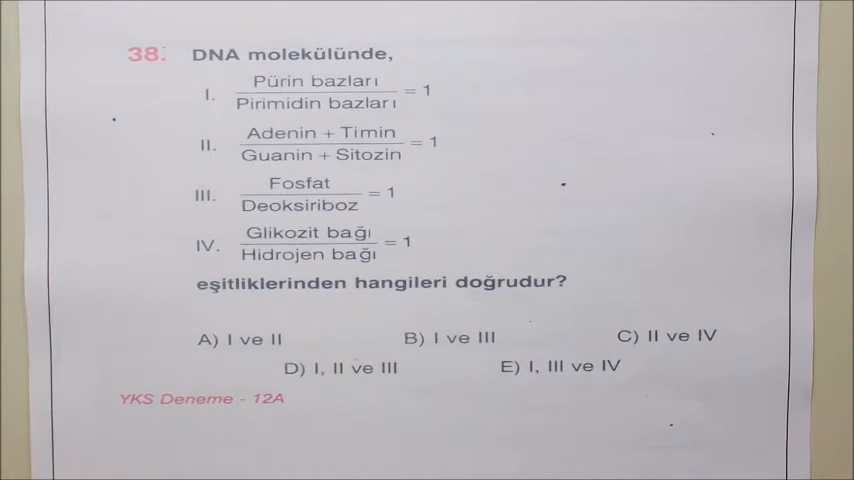 38. DNA molekülünde,
I. Pürin bazları / Pirimidin bazları = 1
II. Adenin + Timin / Guanin + Sitozin = 1
III. Fosfat / Deoksiriboz = 1
IV. Glikozit bağı / Hidrojen bağı = 1
eşitliklerinden hangileri doğrudur?
A) I ve II B) I ve III C) II ve IV
D) I, II ve III E) I, III ve IV
YKS Deneme - 12A